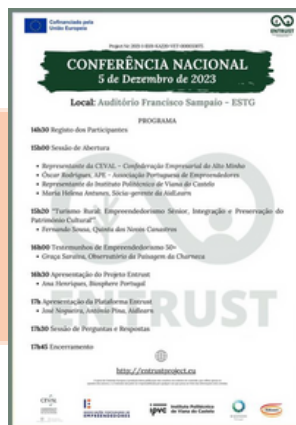 Cofinanciado pela
União Europeia
ENTRUST
CONFERÊNCIA NACIONAL
5 de Dezembro de 2023
Local: Auditório Francisco Sampaio - ESTG
PROGRAMA
14h30 Registo dos Participantes
15h00 Sessão de Abertura
Representante da CEVAL – Confederação Empresarial do Alto Minho
Óscar Rodrigues, APE - Associação Portuguesa de Empreendedores
Representante do Instituto Politécnico de Viana do Castelo
Maria Helena Antunes, Sócia-gerente da AidLearn
15h20 "Turismo Rural: Empreendedorismo Sénior, Integração e Preservação do
Património Cultural":
Fernando Sousa, Quinta dos Novos Canastros
16h00 Testemunhos de Empreendedorismo 50+
Graça Saraiva, Observatório da Paisagem da Charneca
16h30 Apresentação do Projeto Entrust
Ana Henriques, Biosphere Portugal
17h Apresentação da Plataforma Entrust
José Nogueira, António Pina, Aidlearn
ENTRUST
17h30 Sessão de Perguntas e Respostas
17h45 Encerramento
http://entrustproject.eu
CEVAL
ASSOCIAÇÃO PORTUGUESA DE
EMPREENDEDORES
ipvc
Instituto Politécnico
de Viana do Castelo